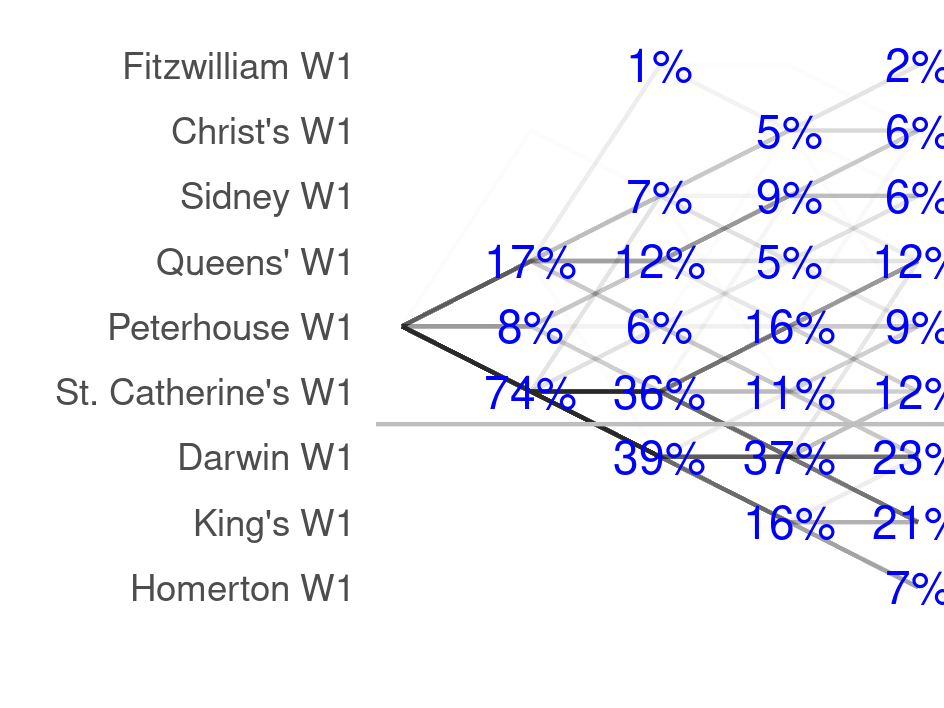 Fitzwilliam W1 1% 2%
Christ's W1 5% 6%
Sidney W1 7% 9% 6%
Queens' W1 17% 12% 5% 12%
Peterhouse W1 8% 6% 16% 9%
St. Catherine's W1 74% 36% 11% 12%
Darwin W1 39% 37% 23%
King's W1 16% 21%
Homerton W1 7%